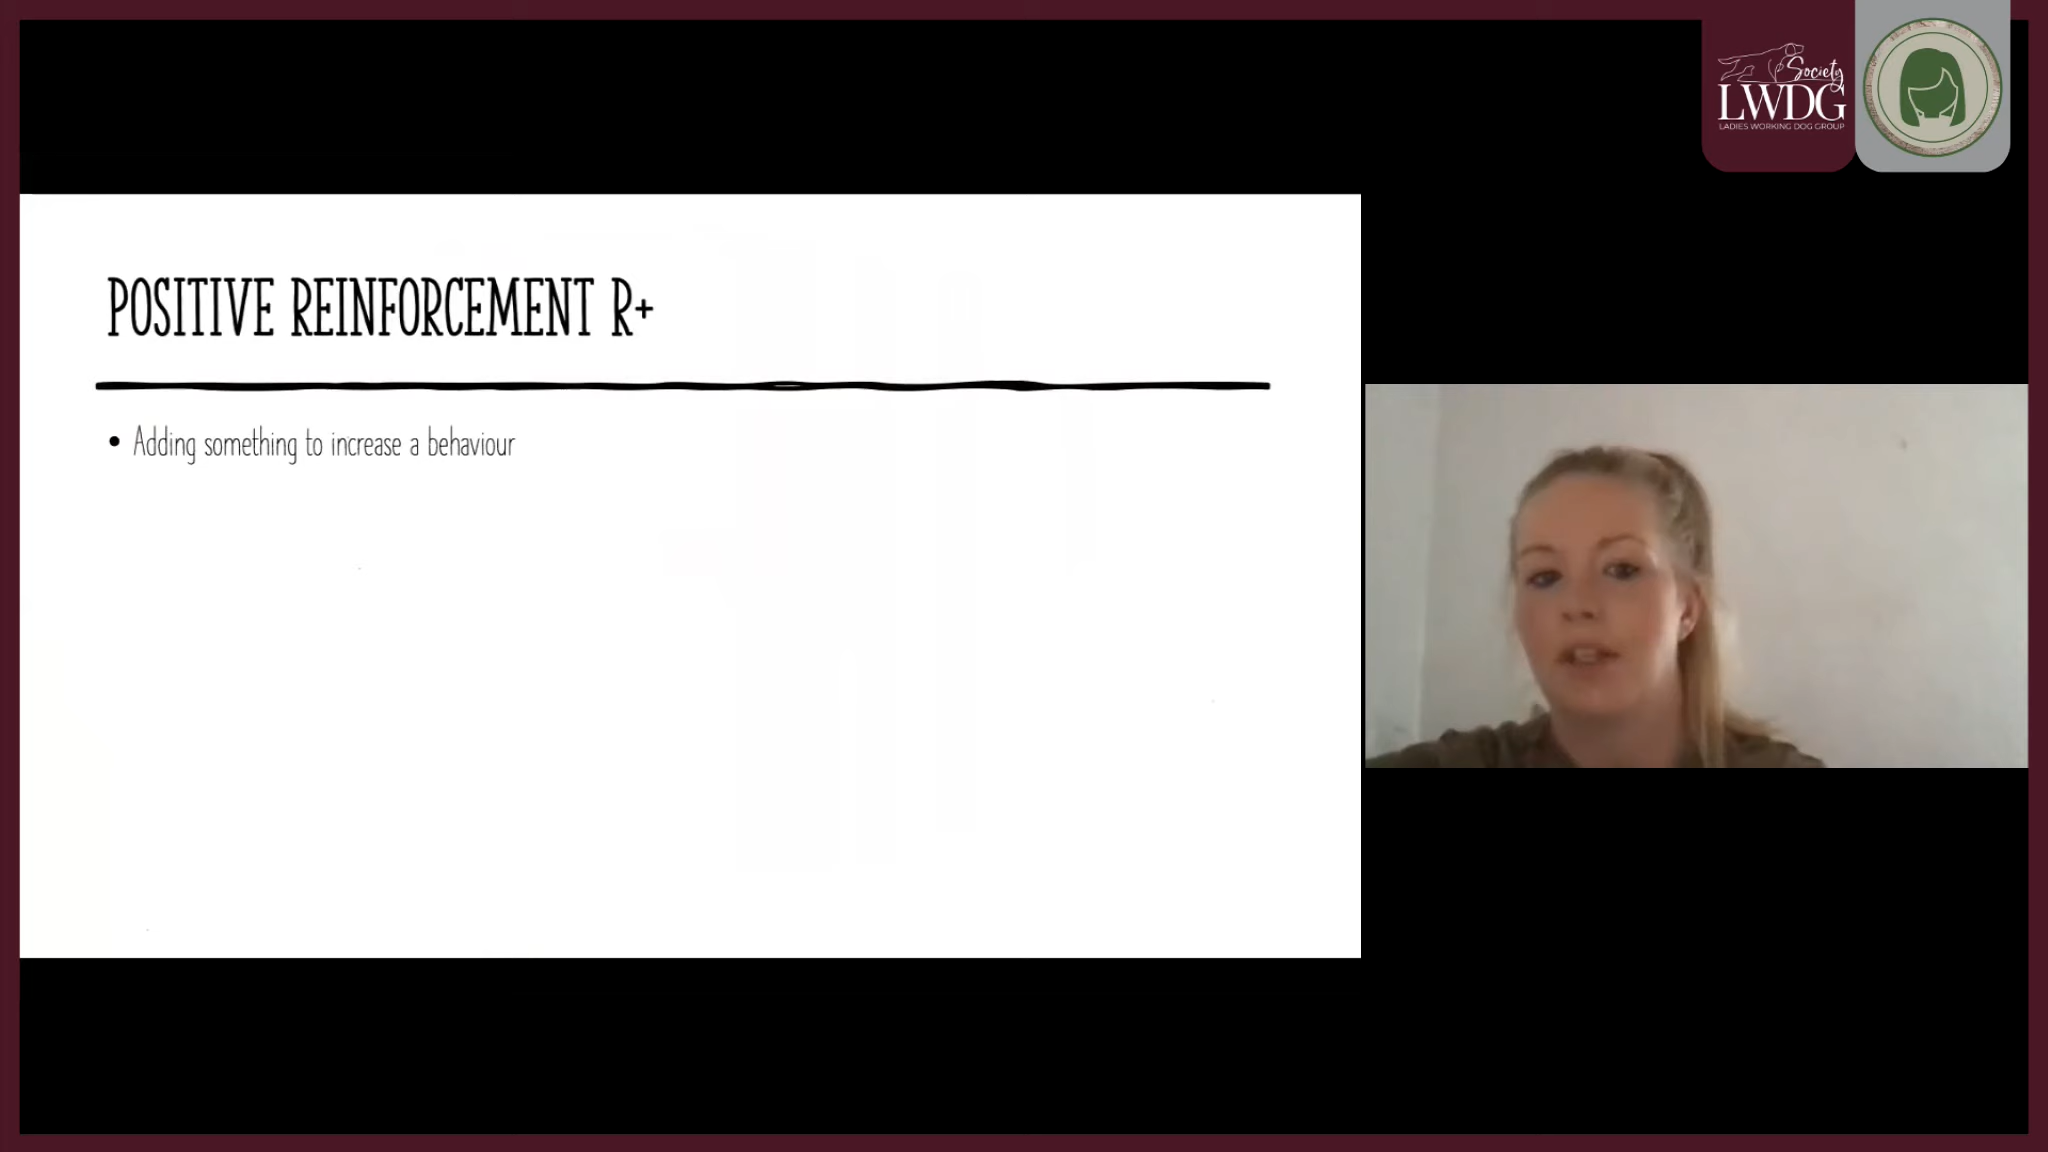 Society
LWDG
LADIES WORKING DOG GROUP
POSITIVE REINFORCEMENT R+
• Adding something to increase a behaviour